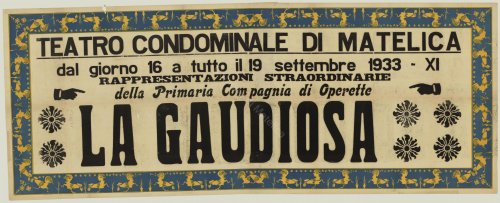 TEATRO CONDOMINALE DI MATELICA
dal giorno 16 a tutto il 19 settembre 1933 - XI
RAPPRESENTAZIONI STRAORDINARIE
della Primaria Compagnia di Operette
LA GAUDIOSA